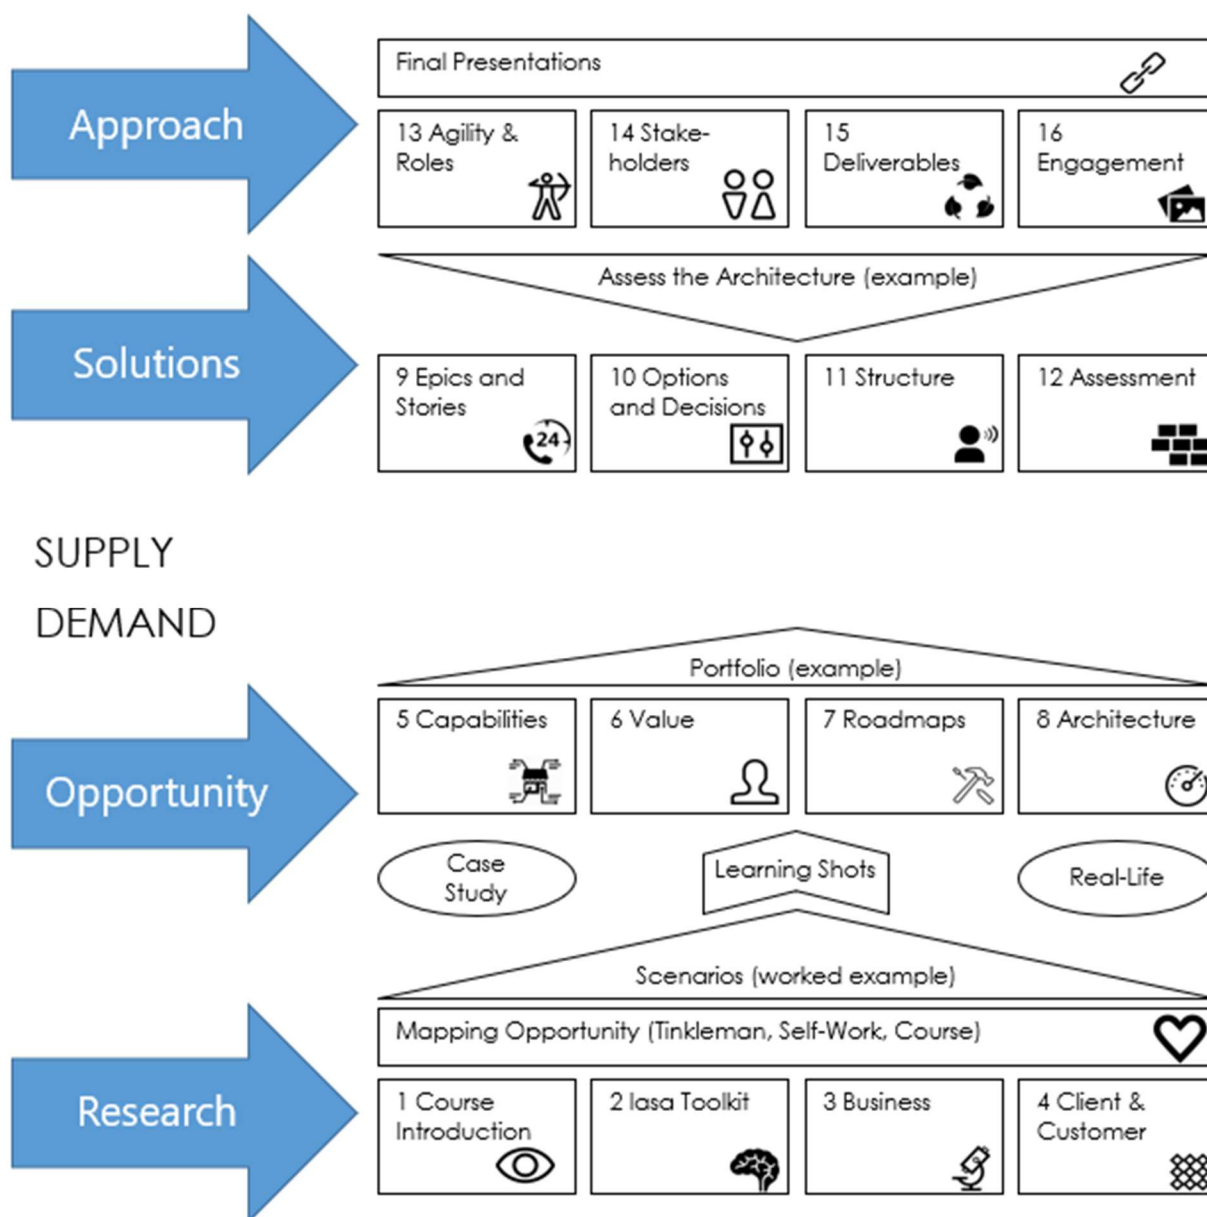 Approach
Final Presentations
13 Agility &
Roles
14 Stake-
holders
15
Deliverables
16
Engagement
Solutions
Assess the Architecture (example)
9 Epics and
Stories
24
10 Options
and Decisions
11 Structure
12 Assessment
SUPPLY
DEMAND
Opportunity
Portfolio (example)
5 Capabilities
6 Value
7 Roadmaps
8 Architecture
Case
Study
Learning Shots
Real-Life
Research
Scenarios (worked example)
Mapping Opportunity (Tinkleman, Self-Work, Course)
1 Course
Introduction
2 Iasa Toolkit
3 Business
4 Client &
Customer